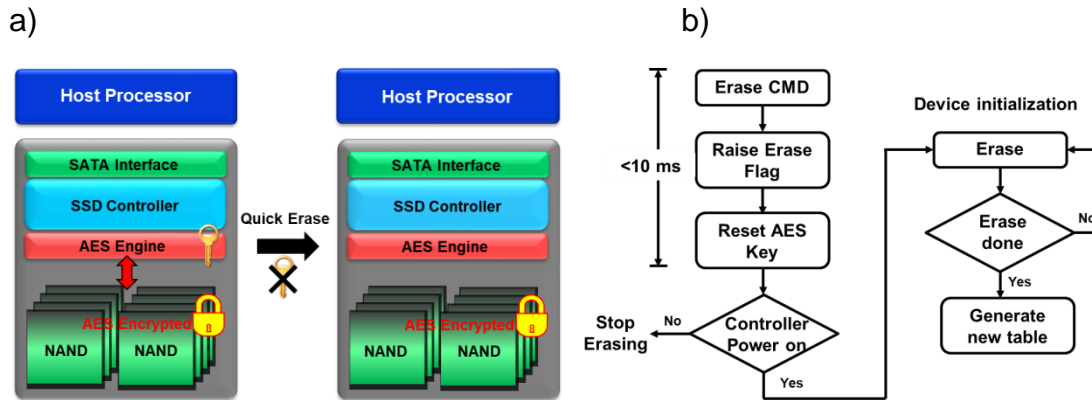 a)
Host Processor
SATA Interface
SSD Controller
AES Engine
AES Encrypted
NAND
NAND
Quick Erase
Host Processor
SATA Interface
SSD Controller
AES Engine
AES Encrypted
NAND
NAND
b)
<10 ms
Erase CMD
Raise Erase
Flag
Reset AES
Key
Controller
Power on
No
Stop
Erasing
Yes
Device initialization
Erase
Erase
done
No
Yes
Generate
new table